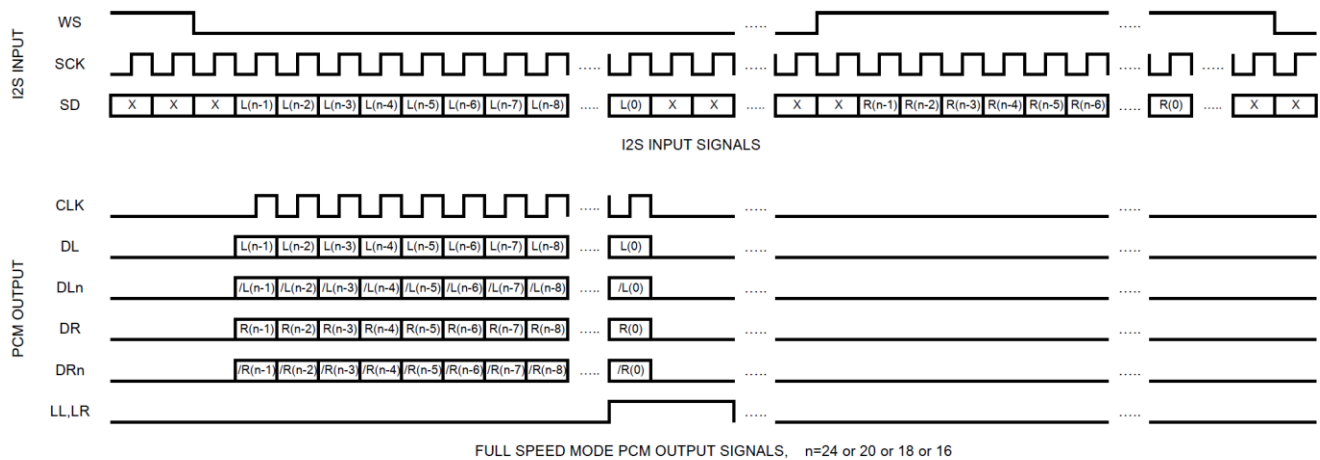 I2S INPUT
WS ..... .....
SCK ..... ..... ..... .....
SD X X X L(n-1) L(n-2) L(n-3) L(n-4) L(n-5) L(n-6) L(n-7) L(n-8) ..... L(0) X X ..... X X R(n-1) R(n-2) R(n-3) R(n-4) R(n-5) R(n-6) ..... R(0) ..... X X
I2S INPUT SIGNALS
PCM OUTPUT
CLK ..... ..... .....
DL L(n-1) L(n-2) L(n-3) L(n-4) L(n-5) L(n-6) L(n-7) L(n-8) ..... L(0) ..... .....
DLn /L(n-1) /L(n-2) /L(n-3) /L(n-4) /L(n-5) /L(n-6) /L(n-7) /L(n-8) ..... /L(0) ..... .....
DR R(n-1) R(n-2) R(n-3) R(n-4) R(n-5) R(n-6) R(n-7) R(n-8) ..... R(0) ..... .....
DRn /R(n-1) /R(n-2) /R(n-3) /R(n-4) /R(n-5) /R(n-6) /R(n-7) /R(n-8) ..... /R(0) ..... .....
LL,LR ..... .....
FULL SPEED MODE PCM OUTPUT SIGNALS, n=24 or 20 or 18 or 16